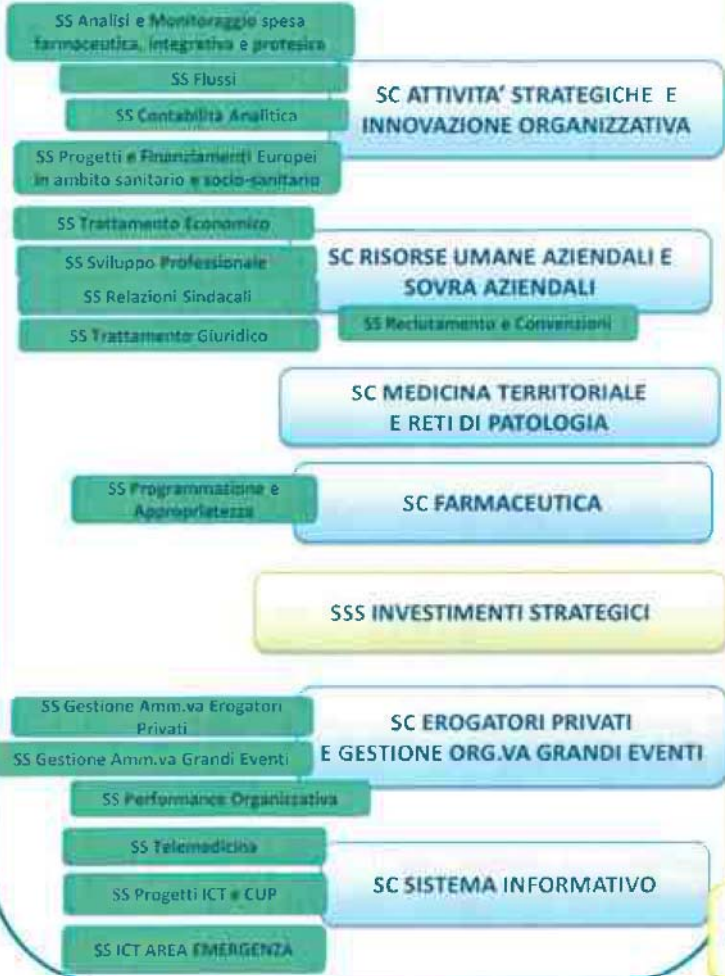 SS Analisi e Monitoraggio spesa
farmaceutica, integrativa e protesica
SS Flussi
SS Contabilità Analitica
SS Progetti e Finanziamenti Europei
in ambito sanitario e socio-sanitario
SC ATTIVITA' STRATEGICHE E
INNOVAZIONE ORGANIZZATIVA
SS Trattamento Economico
SS Sviluppo Professionale
SS Relazioni Sindacali
SS Trattamento Giuridico
SC RISORSE UMANE AZIENDALI E
SOVRA AZIENDALI
SS Reclutamento e Convenzioni
SC MEDICINA TERRITORIALE
E RETI DI PATOLOGIA
SS Programmazione e
Appropriatezza
SC FARMACEUTICA
SSS INVESTIMENTI STRATEGICI
SS Gestione Amm.va Erogatori
Privati
SS Gestione Amm.va Grandi Eventi
SC EROGATORI PRIVATI
E GESTIONE ORG.VA GRANDI EVENTI
SS Performance Organizzativa
SS Telemedicina
SS Progetti ICT e CUP
SS ICT AREA EMERGENZA
SC SISTEMA INFORMATIVO